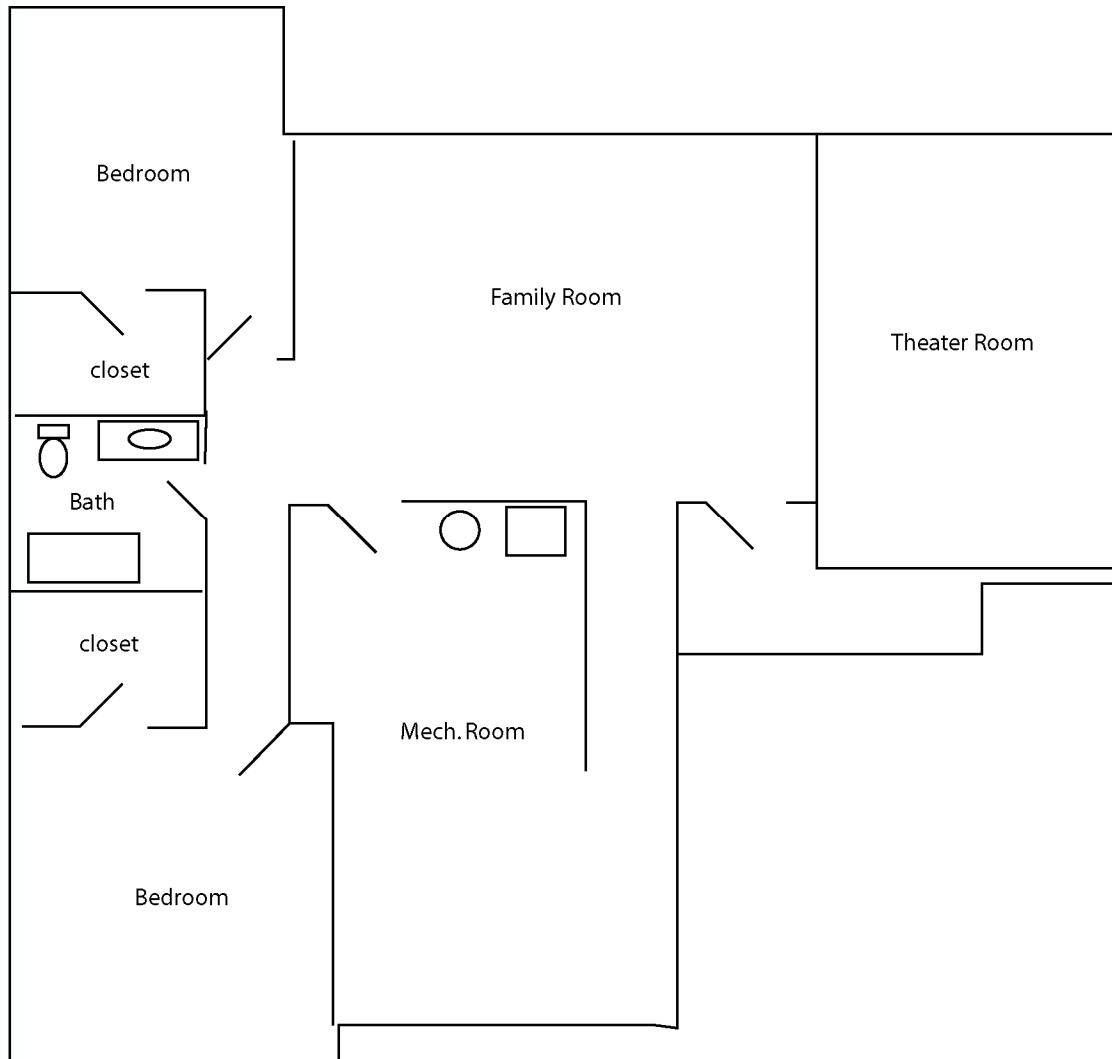 Bedroom
Family Room
Theater Room
closet
Bath
closet
Mech. Room
Bedroom